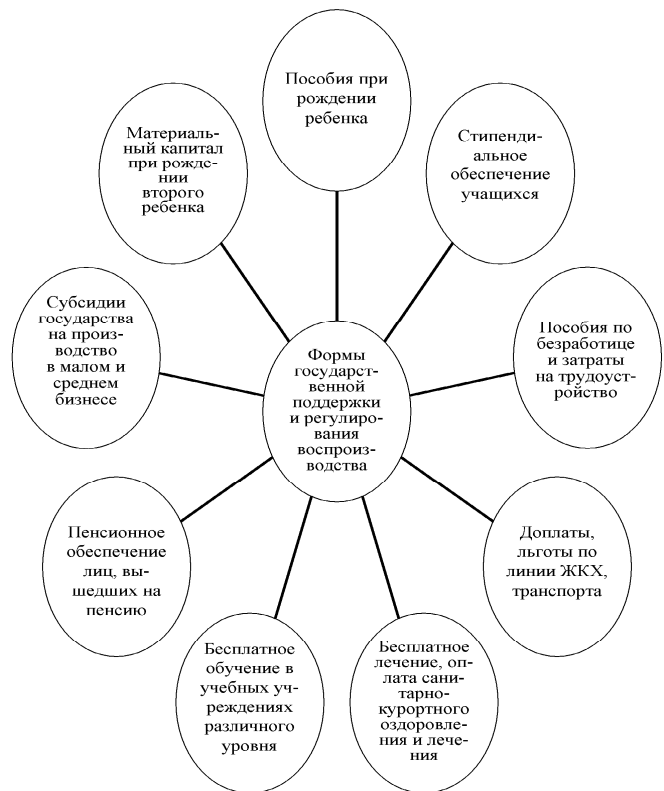 Пособия при
рождении
ребенка
Стипенди-
альное
обеспечение
учащихся
Пособия по
безработице
и затраты
на трудоуст-
ройство
Доплаты,
льготы по
линии ЖКХ,
транспорта
Бесплатное
лечение, оп-
лата сани-
тарно-
курортного
оздоровле-
ния и лече-
ния
Бесплатное
обучение в
учебных уч-
реждениях
различного
уровня
Пенсионное
обеспечение
лиц, вы-
шедших на
пенсию
Субсидии
государства
на произ-
водство
в малом и
среднем
бизнесе
Материаль-
ный капитал
при рожде-
нии
второго
ребенка
Формы
государст-
венной
поддержки
и регулиро-
вания
воспроиз-
водства